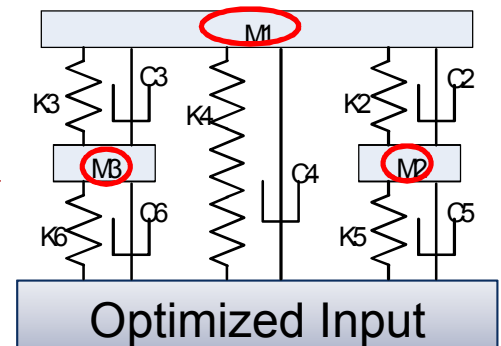 M1
K3 C3 K4 K2 C2
M3 C4 M2
K6 C6 K5 C5
Optimized Input